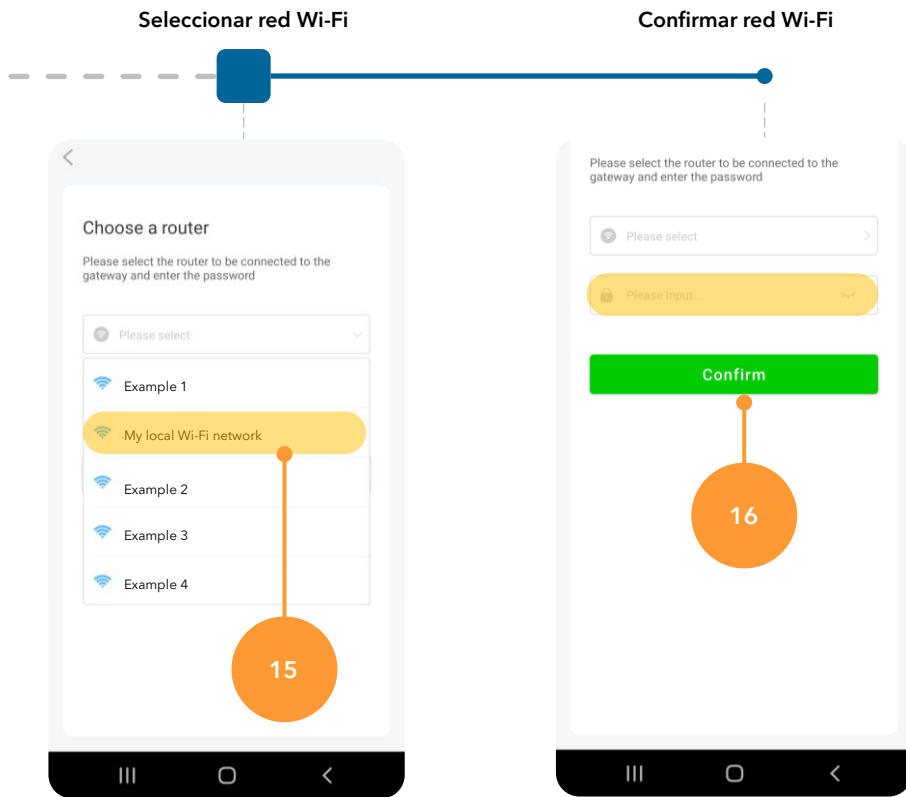 Seleccionar red Wi-Fi
Confirmar red Wi-Fi
Choose a router
Please select the router to be connected to the
gateway and enter the password
Please select
Example 1
My local Wi-Fi network
Example 2
Example 3
Example 4
15
Please select the router to be connected to the
gateway and enter the password
Please select
Please Input...
Confirm
16